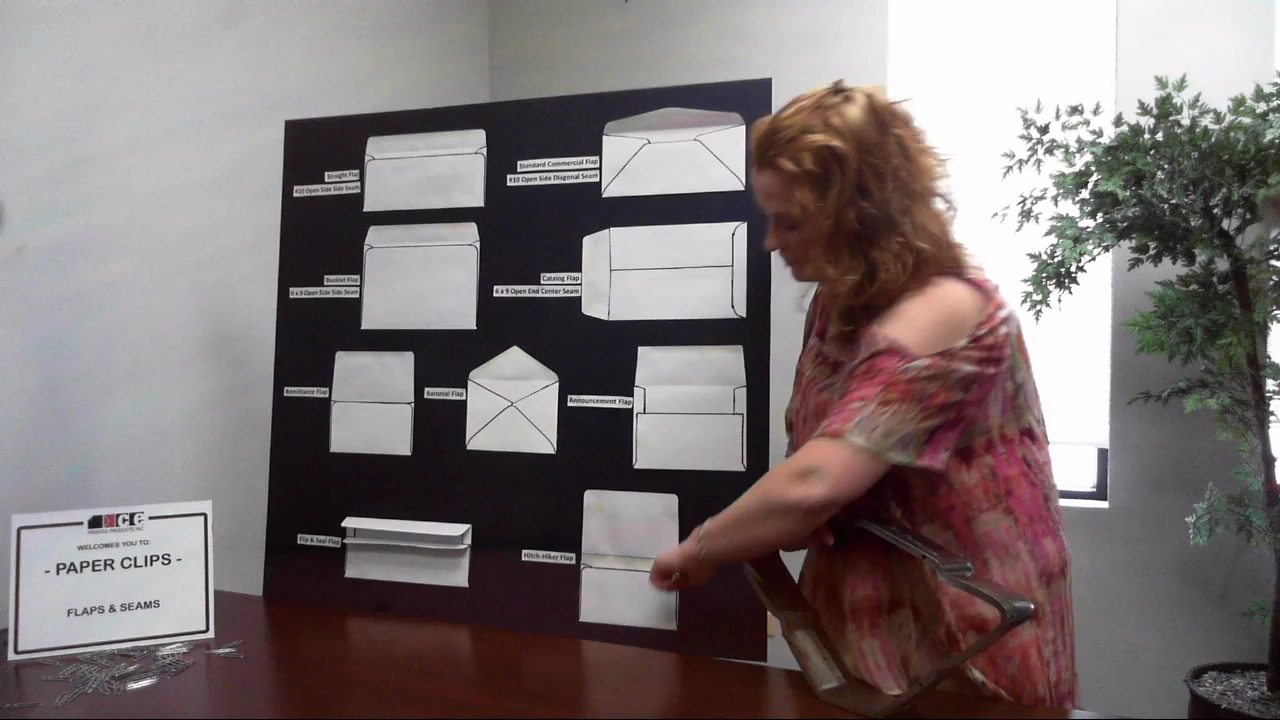 Straight Flap
#10 Open Side Side Seam
Standard Commercial Flap
#10 Open Side Diagonal Seam
Booklet Flap
6 x 9 Open Side Side Seam
Catalog Flap
6 x 9 Open End Center Seam
Remittance Flap
Baronial Flap
Announcement Flap
Flip & Seal Flap
Hitch-Hiker Flap
WELCOMES YOU TO:
- PAPER CLIPS -
FLAPS & SEAMS